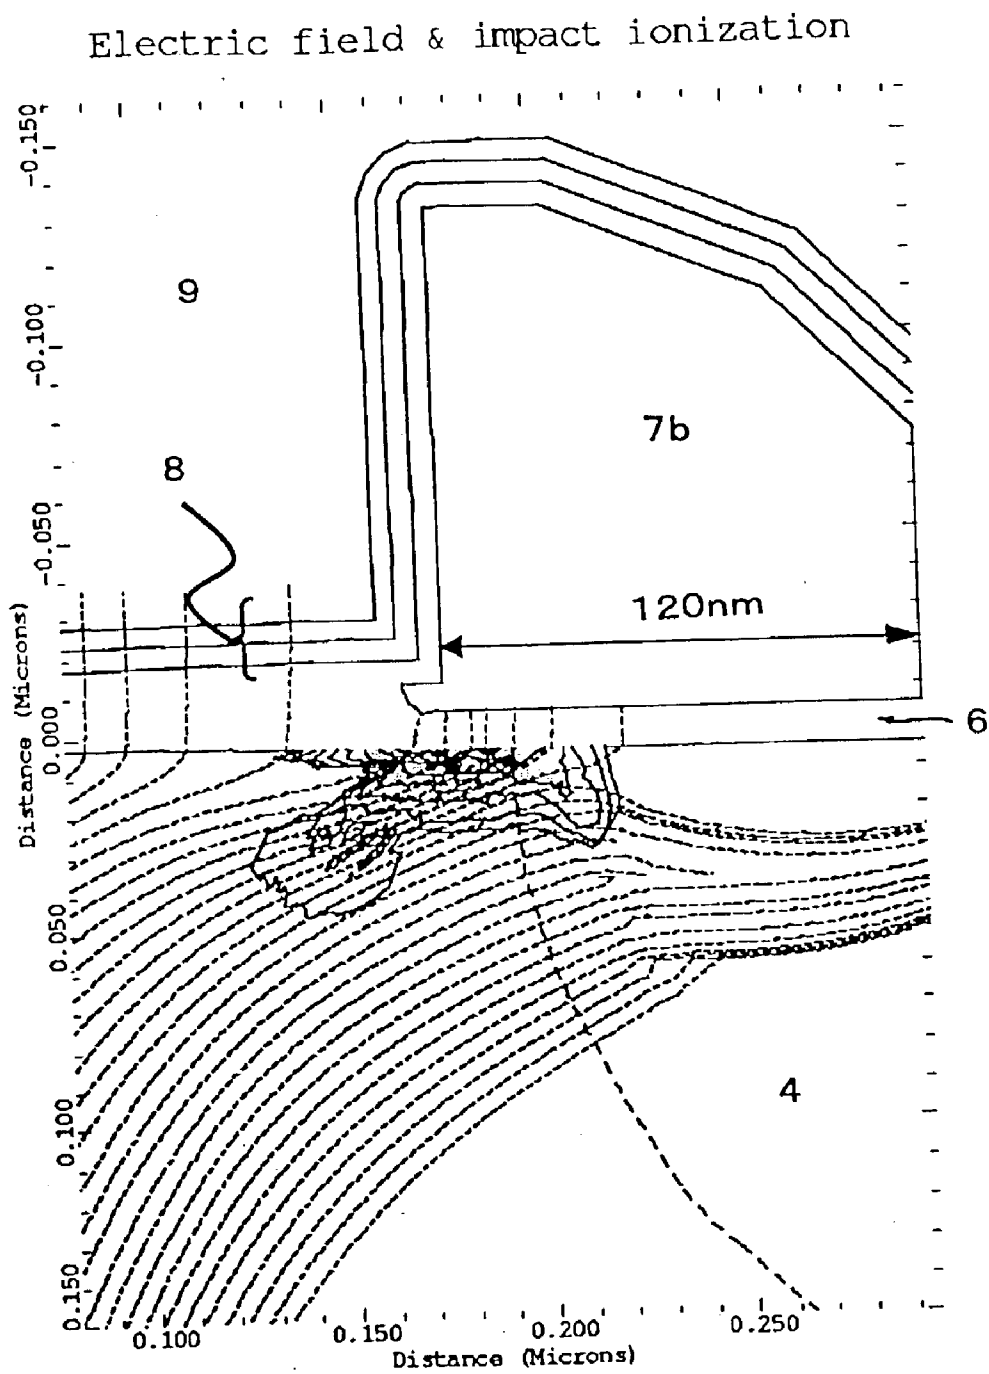 Electric field & impact ionization
-0.150
9
-0.100
7b
8
-0.050
120nm
6
0.000
Distance (Microns)
0.050
4
0.100
0.150
0.100 0.150 0.200 0.250
Distance (Microns)